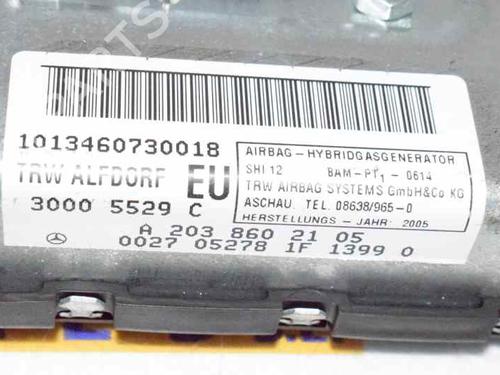 1013460730018
TRW ALFDORF
EU
30005 5529 C
AIRBAG-HYBRIDGASGENERATOR
SHI 12 BAM-PT1-0614
TRW AIRBAG SYSTEMS GmbH&Co KG
ASCHAU. TEL. 08638/965-0
HERSTELLUNGS-JAHR: 2005
A 203 860 21 05
0027 05278 1F 1399 0